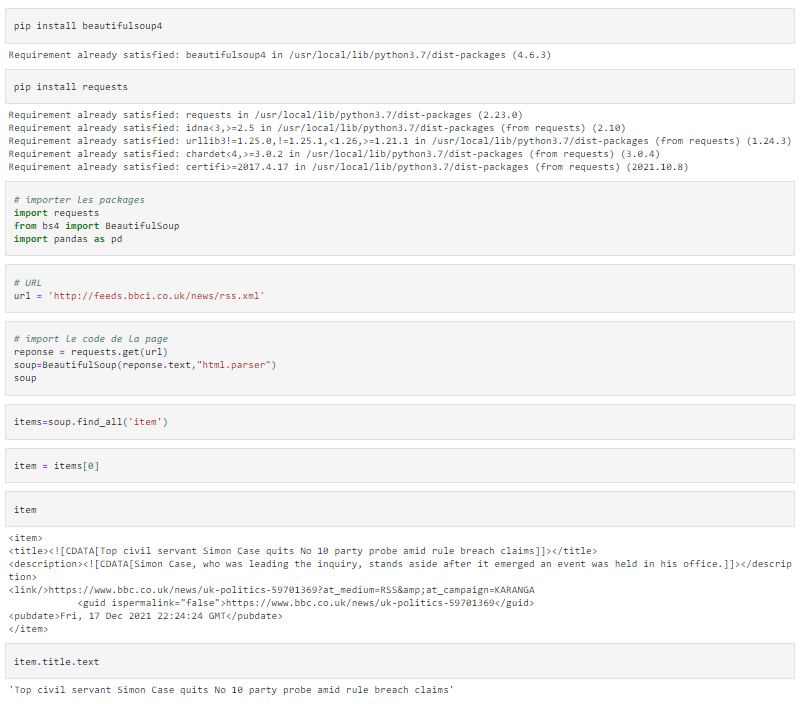 pip install beautifulsoup4
Requirement already satisfied: beautifulsoup4 in /usr/local/lib/python3.7/dist-packages (4.6.3)
pip install requests
Requirement already satisfied: requests in /usr/local/lib/python3.7/dist-packages (2.23.0)
Requirement already satisfied: idna<3,>=2.5 in /usr/local/lib/python3.7/dist-packages (from requests) (2.10)
Requirement already satisfied: urllib3!=1.25.0,!=1.25.1,<1.26,>=1.21.1 in /usr/local/lib/python3.7/dist-packages (from requests) (1.24.3)
Requirement already satisfied: chardet<4,>=3.0.2 in /usr/local/lib/python3.7/dist-packages (from requests) (3.0.4)
Requirement already satisfied: certifi>=2017.4.17 in /usr/local/lib/python3.7/dist-packages (from requests) (2021.10.8)
# importer les packages
import requests
from bs4 import BeautifulSoup
import pandas as pd
# URL
url = 'http://feeds.bbci.co.uk/news/rss.xml'
# import le code de la page
reponse = requests.get(url)
soup=BeautifulSoup(reponse.text,"html.parser")
soup
items=soup.find_all('item')
item = items[0]
item
<item>
<title><![CDATA[Top civil servant Simon Case quits No 10 party probe amid rule breach claims]]></title>
<description><![CDATA[Simon Case, who was leading the inquiry, stands aside after it emerged an event was held in his office.]]></descrip
tion>
<link/>https://www.bbc.co.uk/news/uk-politics-59701369?at_medium=RSS&amp;at_campaign=KARANGA
<guid ispermalink="false">https://www.bbc.co.uk/news/uk-politics-59701369</guid>
<pubdate>Fri, 17 Dec 2021 22:24:24 GMT</pubdate>
</item>
item.title.text
'Top civil servant Simon Case quits No 10 party probe amid rule breach claims'